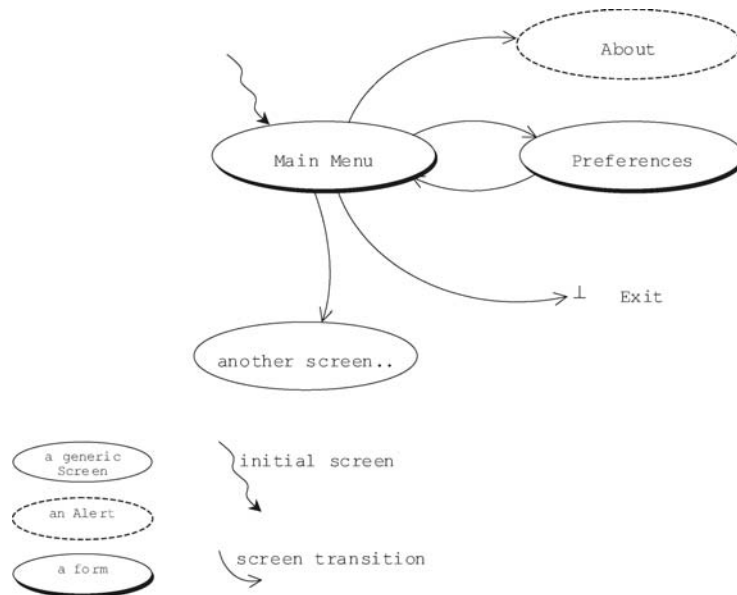 About
Main Menu
Preferences
⊥ Exit
another screen..
a generic
Screen
initial screen
an Alert
screen transition
a form